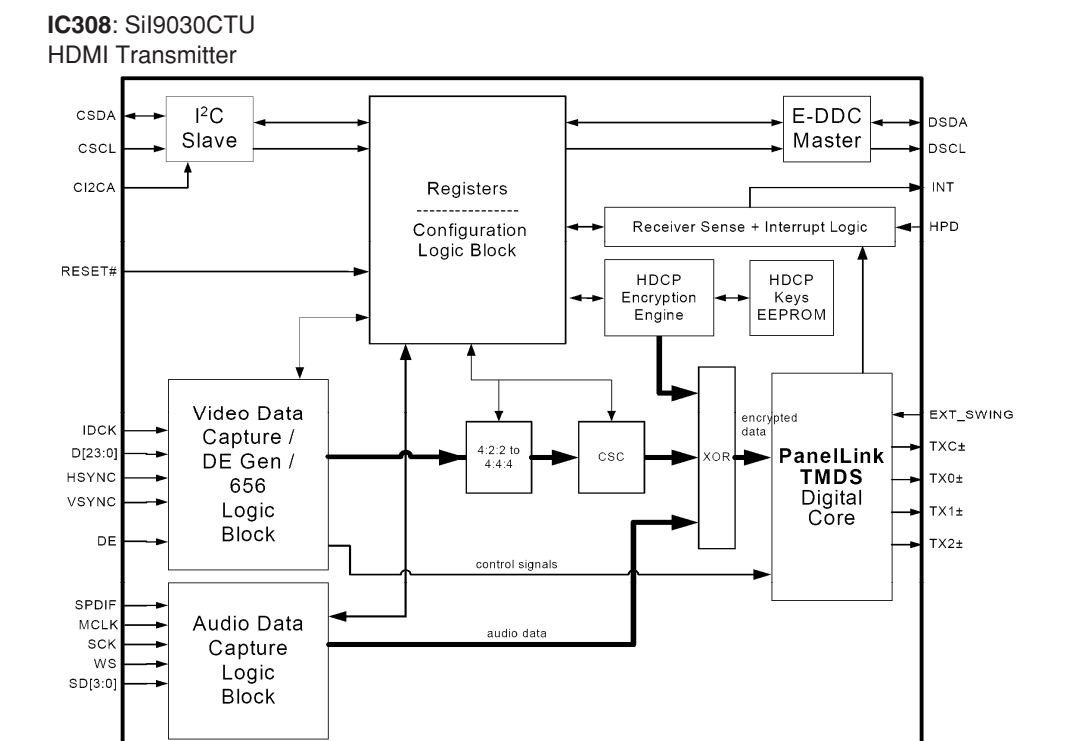 IC308: SiI9030CTU
HDMI Transmitter
CSDA
CSCL
CI2CA
RESET#
I²C
Slave
Registers
Configuration
Logic Block
E-DDC
Master
DSDA
DSCL
INT
HPD
Receiver Sense + Interrupt Logic
HDCP
Encryption
Engine
HDCP
Keys
EEPROM
IDCK
D[23:0]
HSYNC
VSYNC
DE
Video Data
Capture /
DE Gen /
656
Logic
Block
4:2:2 to
4:4:4
CSC
XOR
encrypted
data
PanelLink
TMDS
Digital
Core
EXT_SWING
TXC±
TX0±
TX1±
TX2±
control signals
SPDIF
MCLK
SCK
WS
SD[3:0]
Audio Data
Capture
Logic
Block
audio data